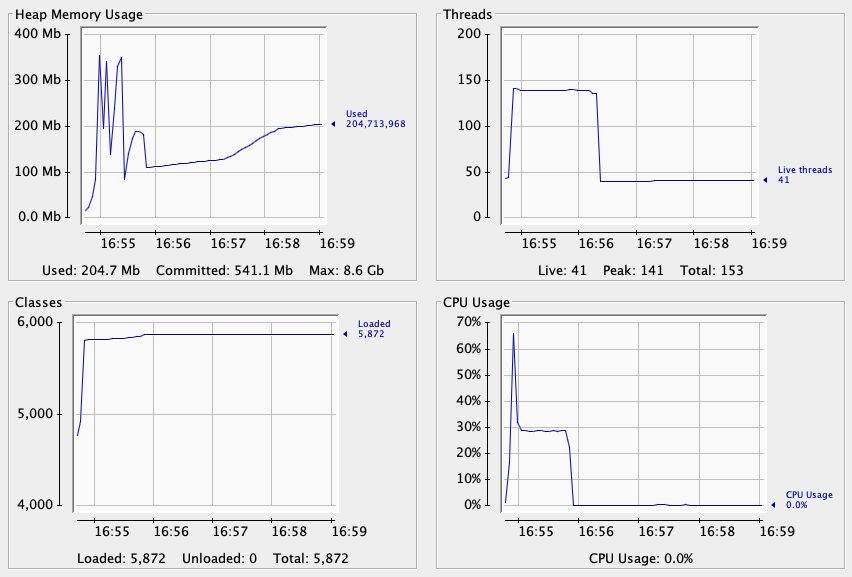 Heap Memory Usage
400 Mb
300 Mb
200 Mb
100 Mb
0.0 Mb
Used
204,713,968
16:55 16:56 16:57 16:58 16:59
Used: 204.7 Mb Committed: 541.1 Mb Max: 8.6 Gb
Threads
200
150
100
50
0
Live threads
41
16:55 16:56 16:57 16:58 16:59
Live: 41 Peak: 141 Total: 153
Classes
6,000
5,000
4,000
Loaded
5,872
16:55 16:56 16:57 16:58 16:59
Loaded: 5,872 Unloaded: 0 Total: 5,872
CPU Usage
70%
60%
50%
40%
30%
20%
10%
0%
CPU Usage
0.0%
16:55 16:56 16:57 16:58 16:59
CPU Usage: 0.0%